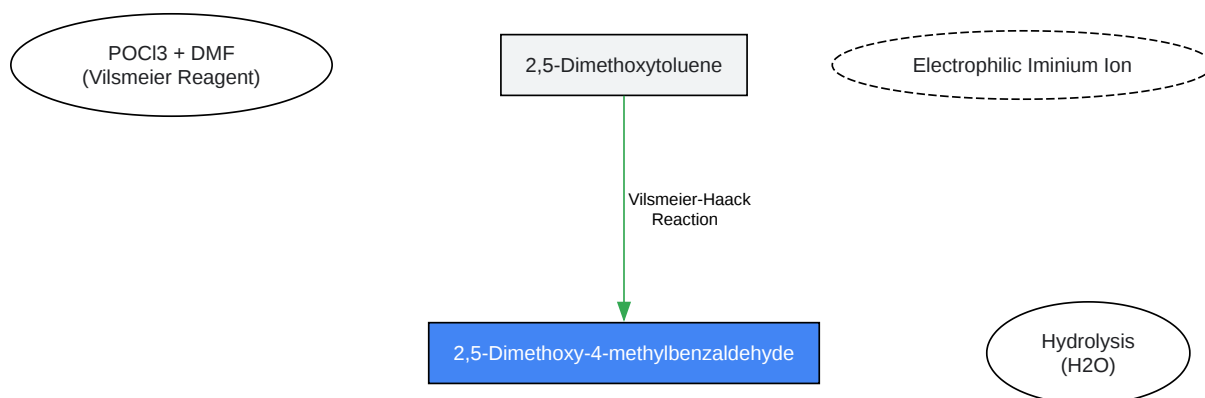 POCl3 + DMF
(Vilsmeier Reagent)
2,5-Dimethoxytoluene
Electrophilic Iminium Ion
Vilsmeier-Haack
Reaction
2,5-Dimethoxy-4-methylbenzaldehyde
Hydrolysis
(H2O)